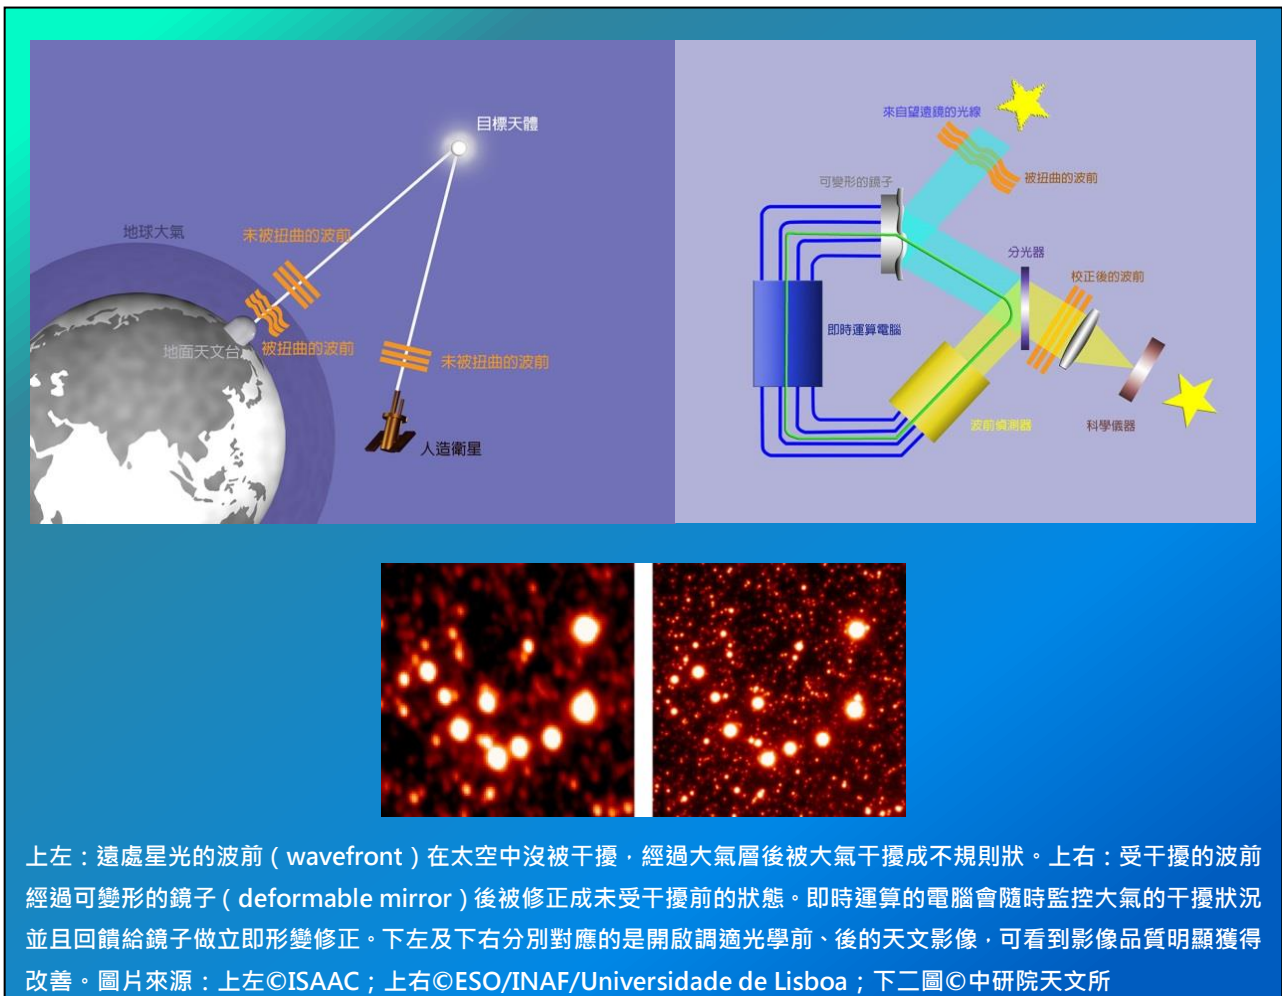 目標天體
地球大氣
未被扭曲的波前
地面天文台
被扭曲的波前
未被扭曲的波前
人造衛星
來自望遠鏡的光線
可變形的鏡子
被扭曲的波前
分光器
校正後的波前
即時運算電腦
波前偵測器
科學儀器
上左：遠處星光的波前（wavefront）在太空中沒被干擾，經過大氣層後被大氣干擾成不規則狀。上右：受干擾的波前
經過可變形的鏡子（deformable mirror）後被修正成未受干擾前的狀態。即時運算的電腦會隨時監控大氣的干擾狀況
並且回饋給鏡子做立即形變修正。下左及下右分別對應的是開啟調適光學前、後的天文影像，可看到影像品質明顯獲得
改善。圖片來源：上左©ISAAC；上右©ESO/INAF/Universidade de Lisboa；下二圖©中研院天文所